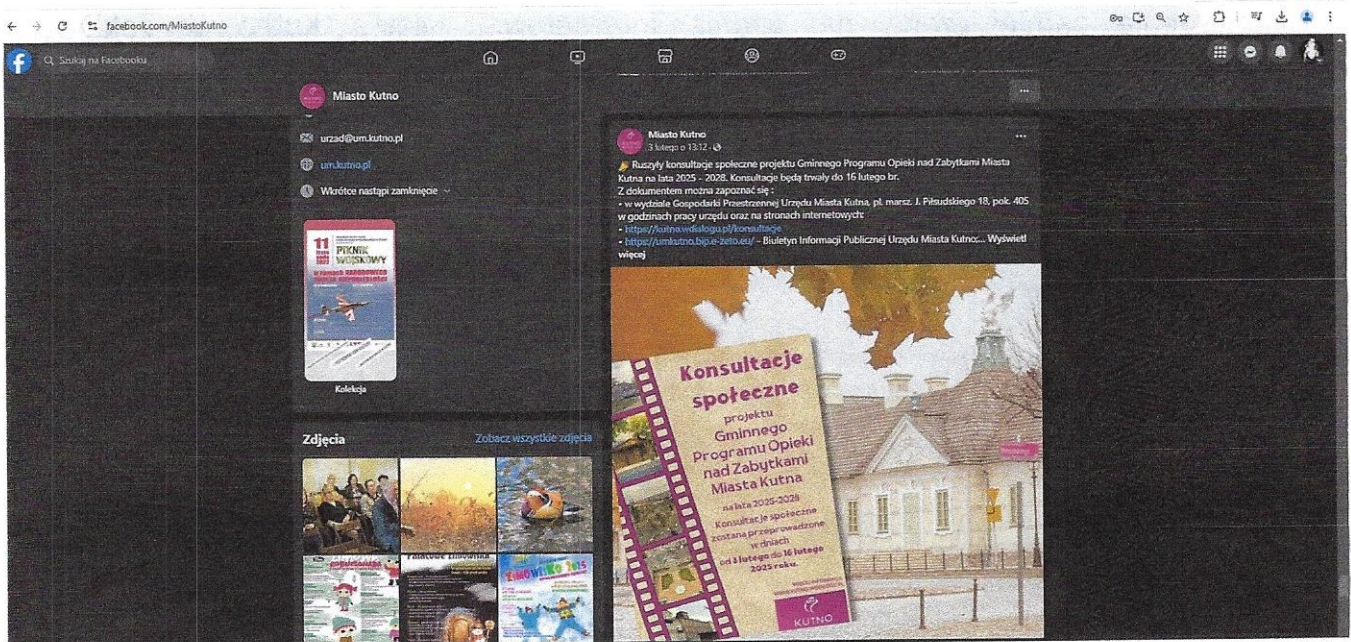 facebook.com/MiastoKutno
Szukaj na Facebooku
Miasto Kutno
urzad@um.kutno.pl
um.kutno.pl
Wkrótce nastąpi zamknięcie
11
PIKNIK
WOJSKOWY
Kolekcja
Zdjęcia
Zobacz wszystkie zdjęcia
ZIMOWISKO 2025
Miasto Kutno
3 lutego o 13:12
Ruszyły konsultacje społeczne projektu Gminnego Programu Opieki nad Zabytkami Miasta
Kutna na lata 2025 - 2028. Konsultacje będą trwały do 16 lutego br.
Z dokumentem można zapoznać się :
• w wydziale Gospodarki Przestrzennej Urzędu Miasta Kutna, pl. marsz. J. Piłsudskiego 18, pok. 405
w godzinach pracy urzędu oraz na stronach internetowych:
• https://kutno.wdialogu.pl/konsultacje
• https://umkutno.bip.e-zeto.eu/ – Biuletyn Informacji Publicznej Urzędu Miasta Kutno:... Wyświetl
więcej
Konsultacje
społeczne
projektu
Gminnego
Programu Opieki
nad Zabytkami
Miasta Kutna
na lata 2025-2028
Konsultacje społeczne
zostaną przeprowadzone
w dniach
od 3 lutego do 16 lutego
2025 roku.
KUTNO